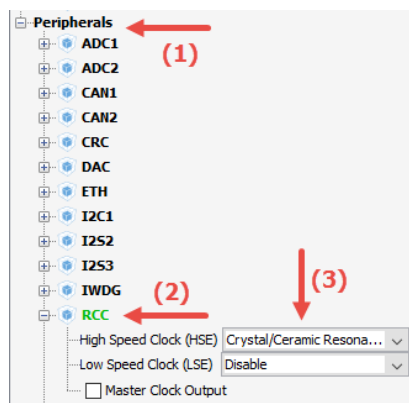 Peripherals
(1)
ADC1
ADC2
CAN1
CAN2
CRC
DAC
ETH
I2C1
I2S2
I2S3
IWDG
(2)
RCC
(3)
High Speed Clock (HSE) Crystal/Ceramic Resona...
Low Speed Clock (LSE) Disable
Master Clock Output